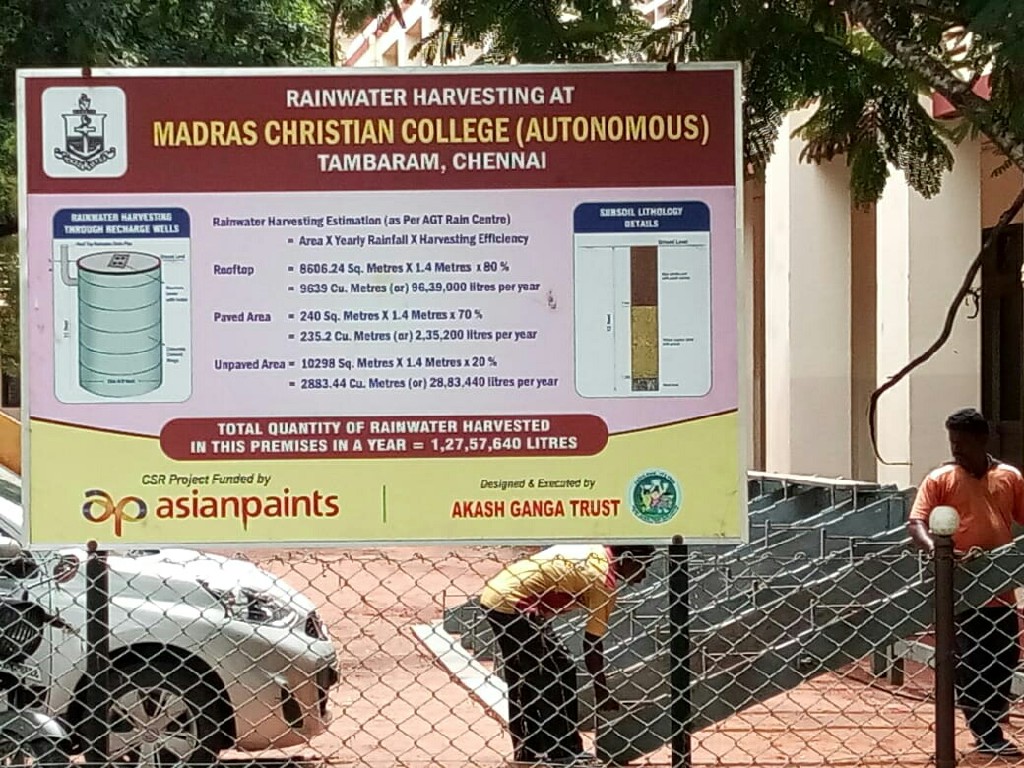 RAINWATER HARVESTING AT
MADRAS CHRISTIAN COLLEGE (AUTONOMOUS)
TAMBARAM, CHENNAI
RAINWATER HARVESTING
THROUGH RECHARGE WELLS
Rainwater Harvesting Estimation (as Per AGT Rain Centre)
= Area X Yearly Rainfall X Harvesting Efficiency
Rooftop = 8606.24 Sq. Metres X 1.4 Metres x 80 %
= 9639 Cu. Metres (or) 96,39,000 litres per year
Paved Area = 240 Sq. Metres X 1.4 Metres x 70 %
= 235.2 Cu. Metres (or) 2,35,200 litres per year
Unpaved Area = 10298 Sq. Metres X 1.4 Metres x 20 %
= 2883.44 Cu. Metres (or) 28,83,440 litres per year
SUBSOIL LITHOLOGY
DETAILS
Ground Level
TOTAL QUANTITY OF RAINWATER HARVESTED
IN THIS PREMISES IN A YEAR = 1,27,57,640 LITRES
CSR Project Funded by
ap asianpaints
Designed & Executed by
AKASH GANGA TRUST